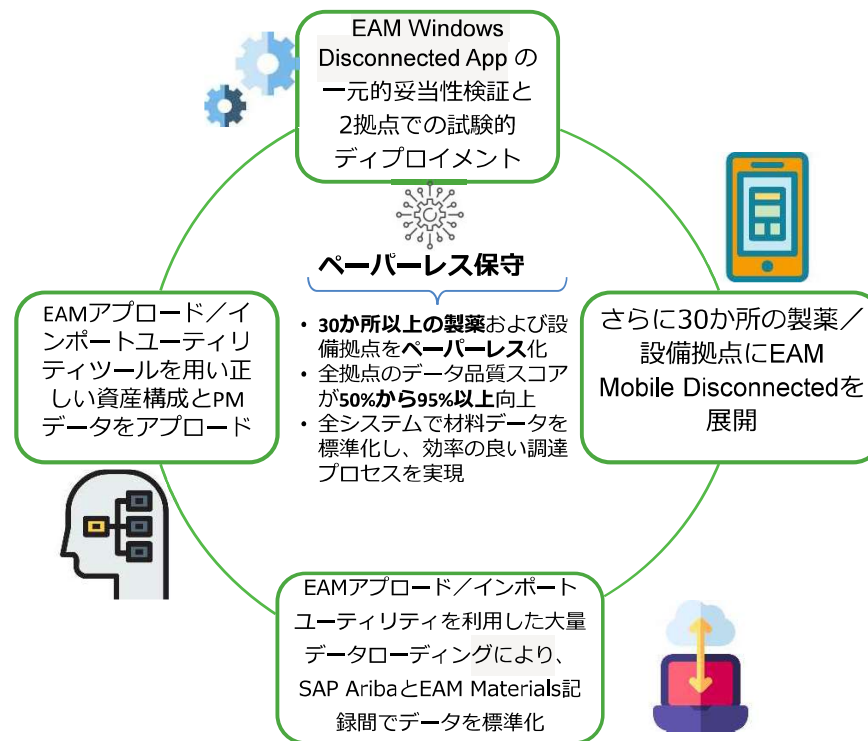 EAM Windows
Disconnected App の
一元的妥当性検証と
2拠点での試験的
ディプロイメント
ペーパーレス保守
• 30か所以上の製薬および設
備拠点をペーパーレス化
• 全拠点のデータ品質スコア
が50%から95%以上向上
• 全システムで材料データを
標準化し、効率の良い調達
プロセスを実現
EAMアプロード／イ
ンポートユーティリ
ティツールを用い正
しい資産構成とPM
データをアプロード
さらに30か所の製薬／
設備拠点にEAM
Mobile Disconnectedを
展開
EAMアプロード／インポート
ユーティリティを利用した大量
データローディングにより、
SAP AribaとEAM Materials記
録間でデータを標準化